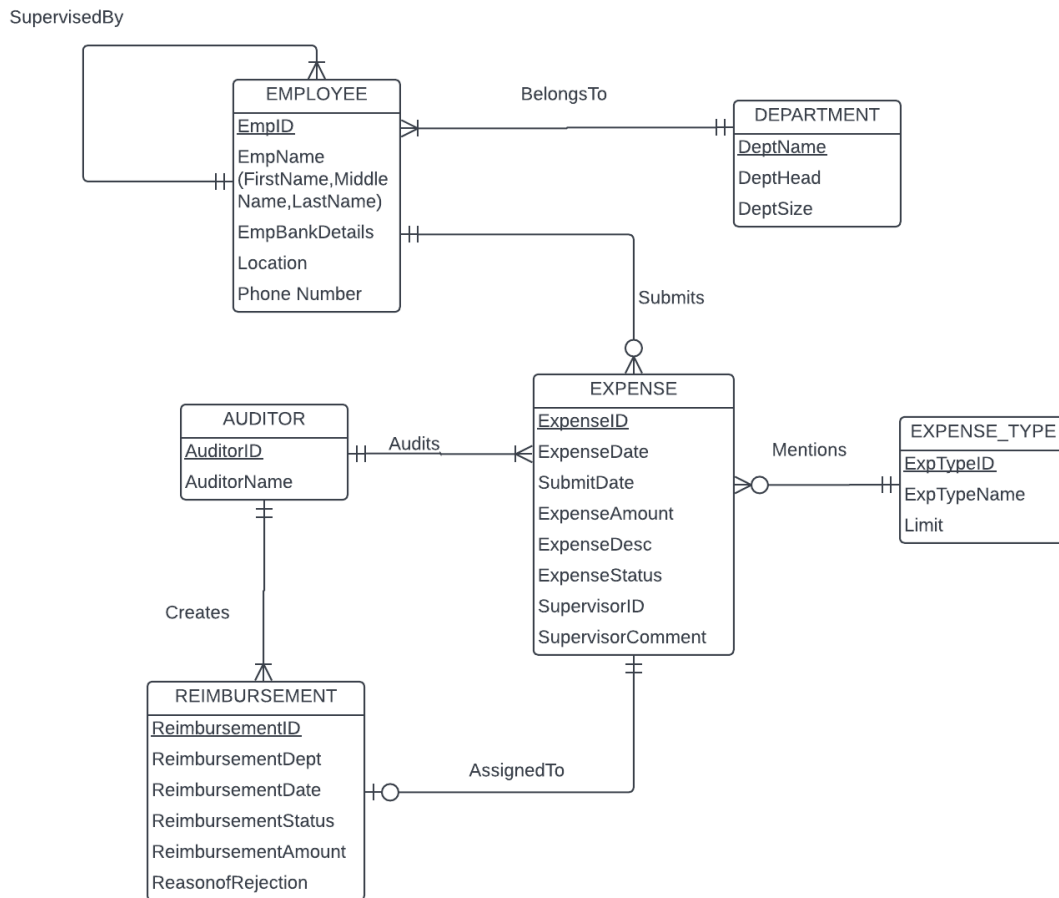 SupervisedBy
EMPLOYEE
EmpID
EmpName
(FirstName,Middle
Name,LastName)
EmpBankDetails
Location
Phone Number
BelongsTo
DEPARTMENT
DeptName
DeptHead
DeptSize
Submits
EXPENSE
ExpenseID
ExpenseDate
SubmitDate
ExpenseAmount
ExpenseDesc
ExpenseStatus
SupervisorID
SupervisorComment
AUDITOR
AuditorID
AuditorName
Audits
Mentions
EXPENSE_TYPE
ExpTypeID
ExpTypeName
Limit
Creates
REIMBURSEMENT
ReimbursementID
ReimbursementDept
ReimbursementDate
ReimbursementStatus
ReimbursementAmount
ReasonofRejection
AssignedTo